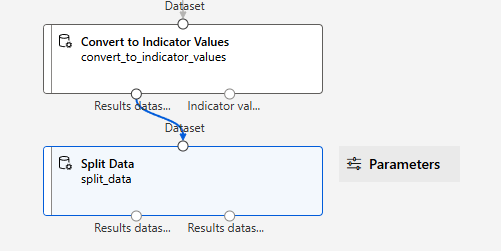 Dataset
Convert to Indicator Values
convert_to_indicator_values
Results datas... Indicator val...
Dataset
Split Data
split_data
Parameters
Results datas... Results datas...